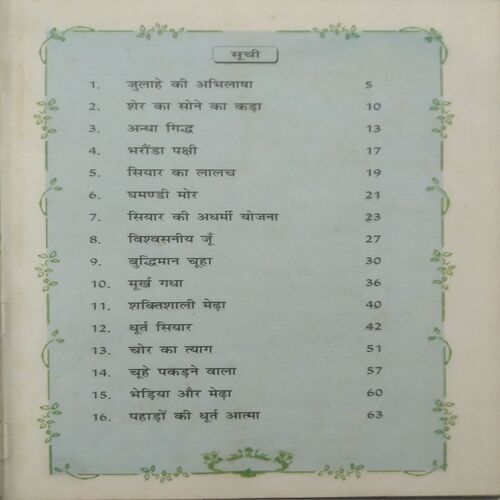 सूची
1. जुलाहे की अभिलाषा 5
2. शेर का सोने का कड़ा 10
3. अन्धा गिद्ध 13
4. भरौंडा पक्षी 17
5. सियार का लालच 19
6. घमण्डी मोर 21
7. सियार की अधर्मी योजना 23
8. विश्वसनीय जूँ 27
9. बुद्धिमान चूहा 30
10. मूर्ख गधा 36
11. शक्तिशाली मेढ़ा 40
12. धूर्त सियार 42
13. चोर का त्याग 51
14. चूहे पकड़ने वाला 57
15. भेड़िया और मेढ़ा 60
16. पहाड़ों की धूर्त आत्मा 63